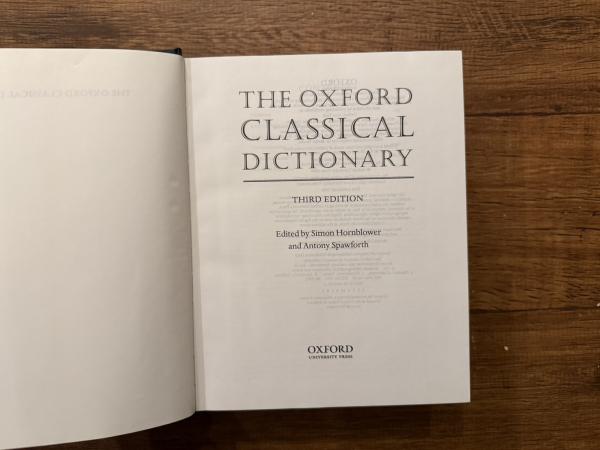 THE OXFORD
CLASSICAL
DICTIONARY
THIRD EDITION
Edited by Simon Hornblower
and Antony Spawforth
OXFORD
UNIVERSITY PRESS